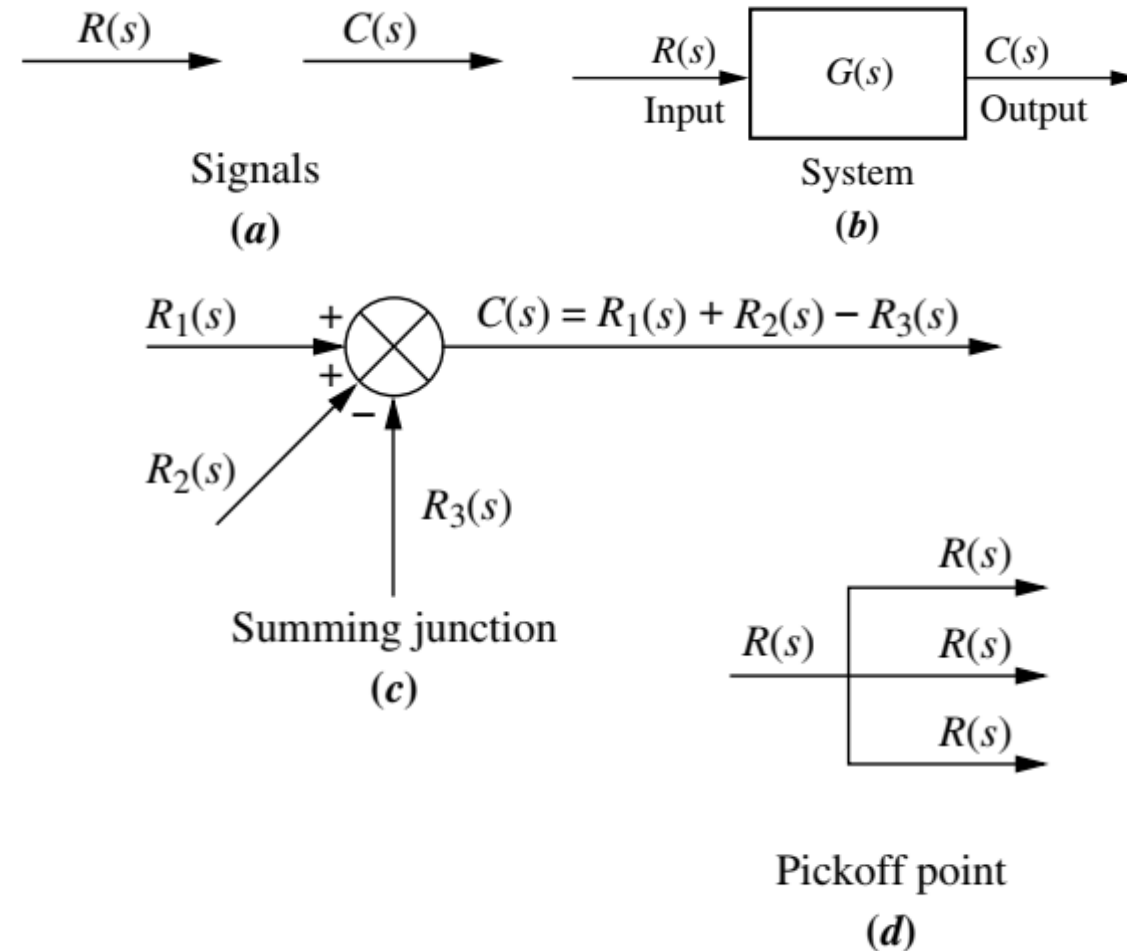 R(s)
C(s)
Signals
(a)
R(s)
Input
G(s)
C(s)
Output
System
(b)
R₁(s)
+
+
−
C(s) = R₁(s) + R₂(s) − R₃(s)
R₂(s)
R₃(s)
Summing junction
(c)
R(s)
R(s)
R(s)
R(s)
Pickoff point
(d)